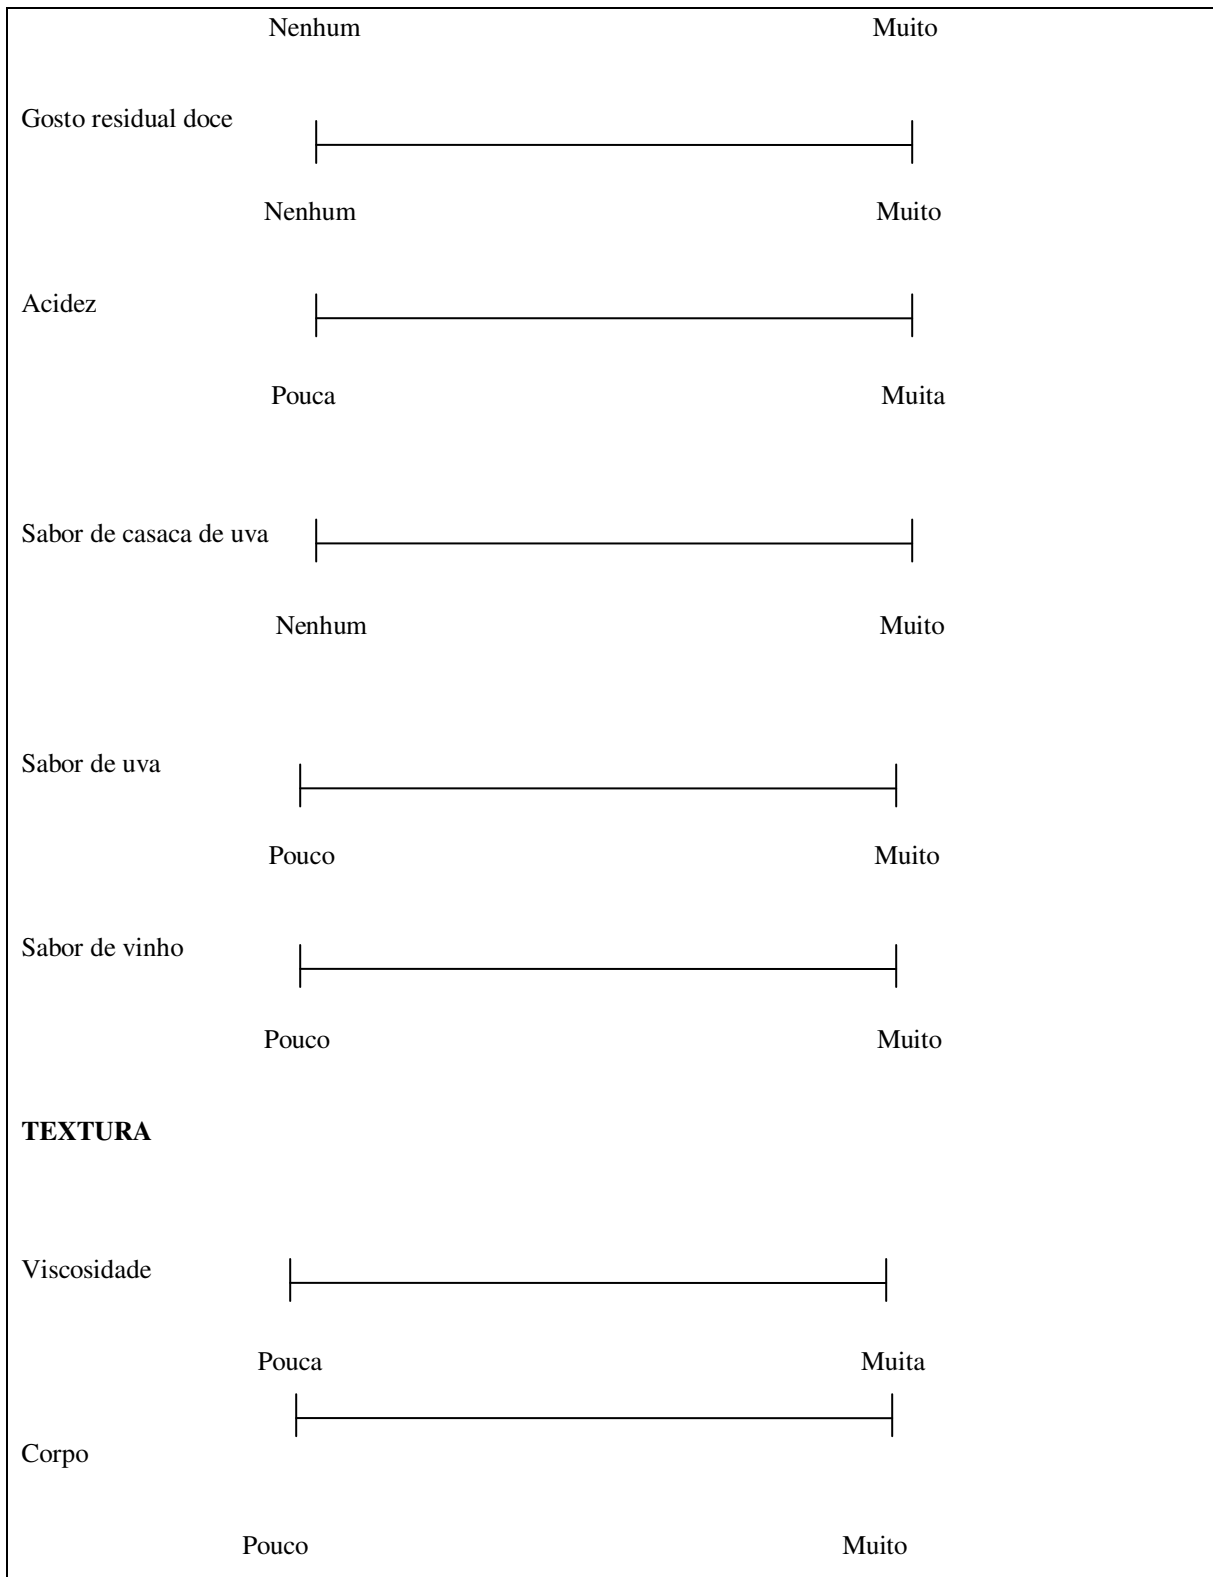 Nenhum Muito
Gosto residual doce
Nenhum Muito
Acidez
Pouca Muita
Sabor de casaca de uva
Nenhum Muito
Sabor de uva
Pouco Muito
Sabor de vinho
Pouco Muito
TEXTURA
Viscosidade
Pouca Muita
Corpo
Pouco Muito